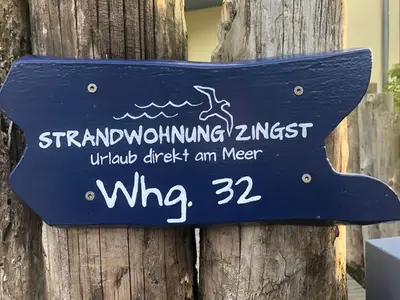 STRANDWOHNUNG ZINGST
Urlaub direkt am Meer
Whg. 32